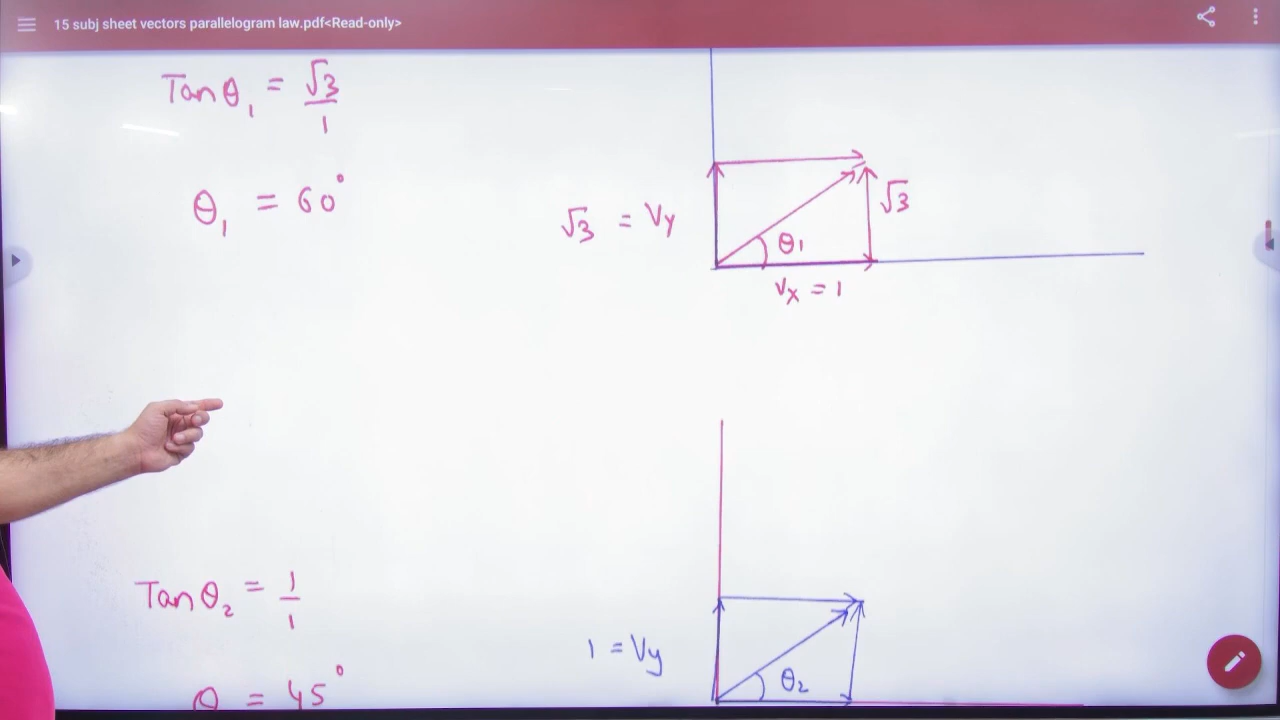 15 subj sheet vectors parallelogram law.pdf<Read-only>
Tanθ₁ = √3/1
θ₁ = 60°
√3 = Vy
√3
θ₁
Vx = 1
Tanθ₂ = 1/1
θ = 45°
1 = Vy
θ₂